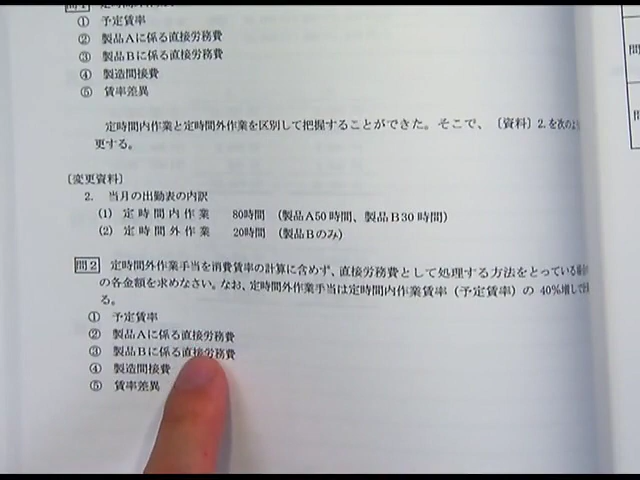 ① 予定賃率
② 製品Aに係る直接労務費
③ 製品Bに係る直接労務費
④ 製造間接費
⑤ 賃率差異
定時間内作業と定時間外作業を区別して把握することができた。そこで、〔資料〕2.を次のよ
更する。
〔変更資料〕
2. 当月の出勤表の内訳
(1) 定時間内作業 80時間 (製品A50時間、製品B30時間)
(2) 定時間外作業 20時間 (製品Bのみ)
問2 定時間外作業手当を消費賃率の計算に含めず、直接労務費として処理する方法をとっている
の各金額を求めなさい。なお、定時間外作業手当は定時間内作業賃率(予定賃率)の40%増しで
る。
① 予定賃率
② 製品Aに係る直接労務費
③ 製品Bに係る直接労務費
④ 製造間接費
⑤ 賃率差異